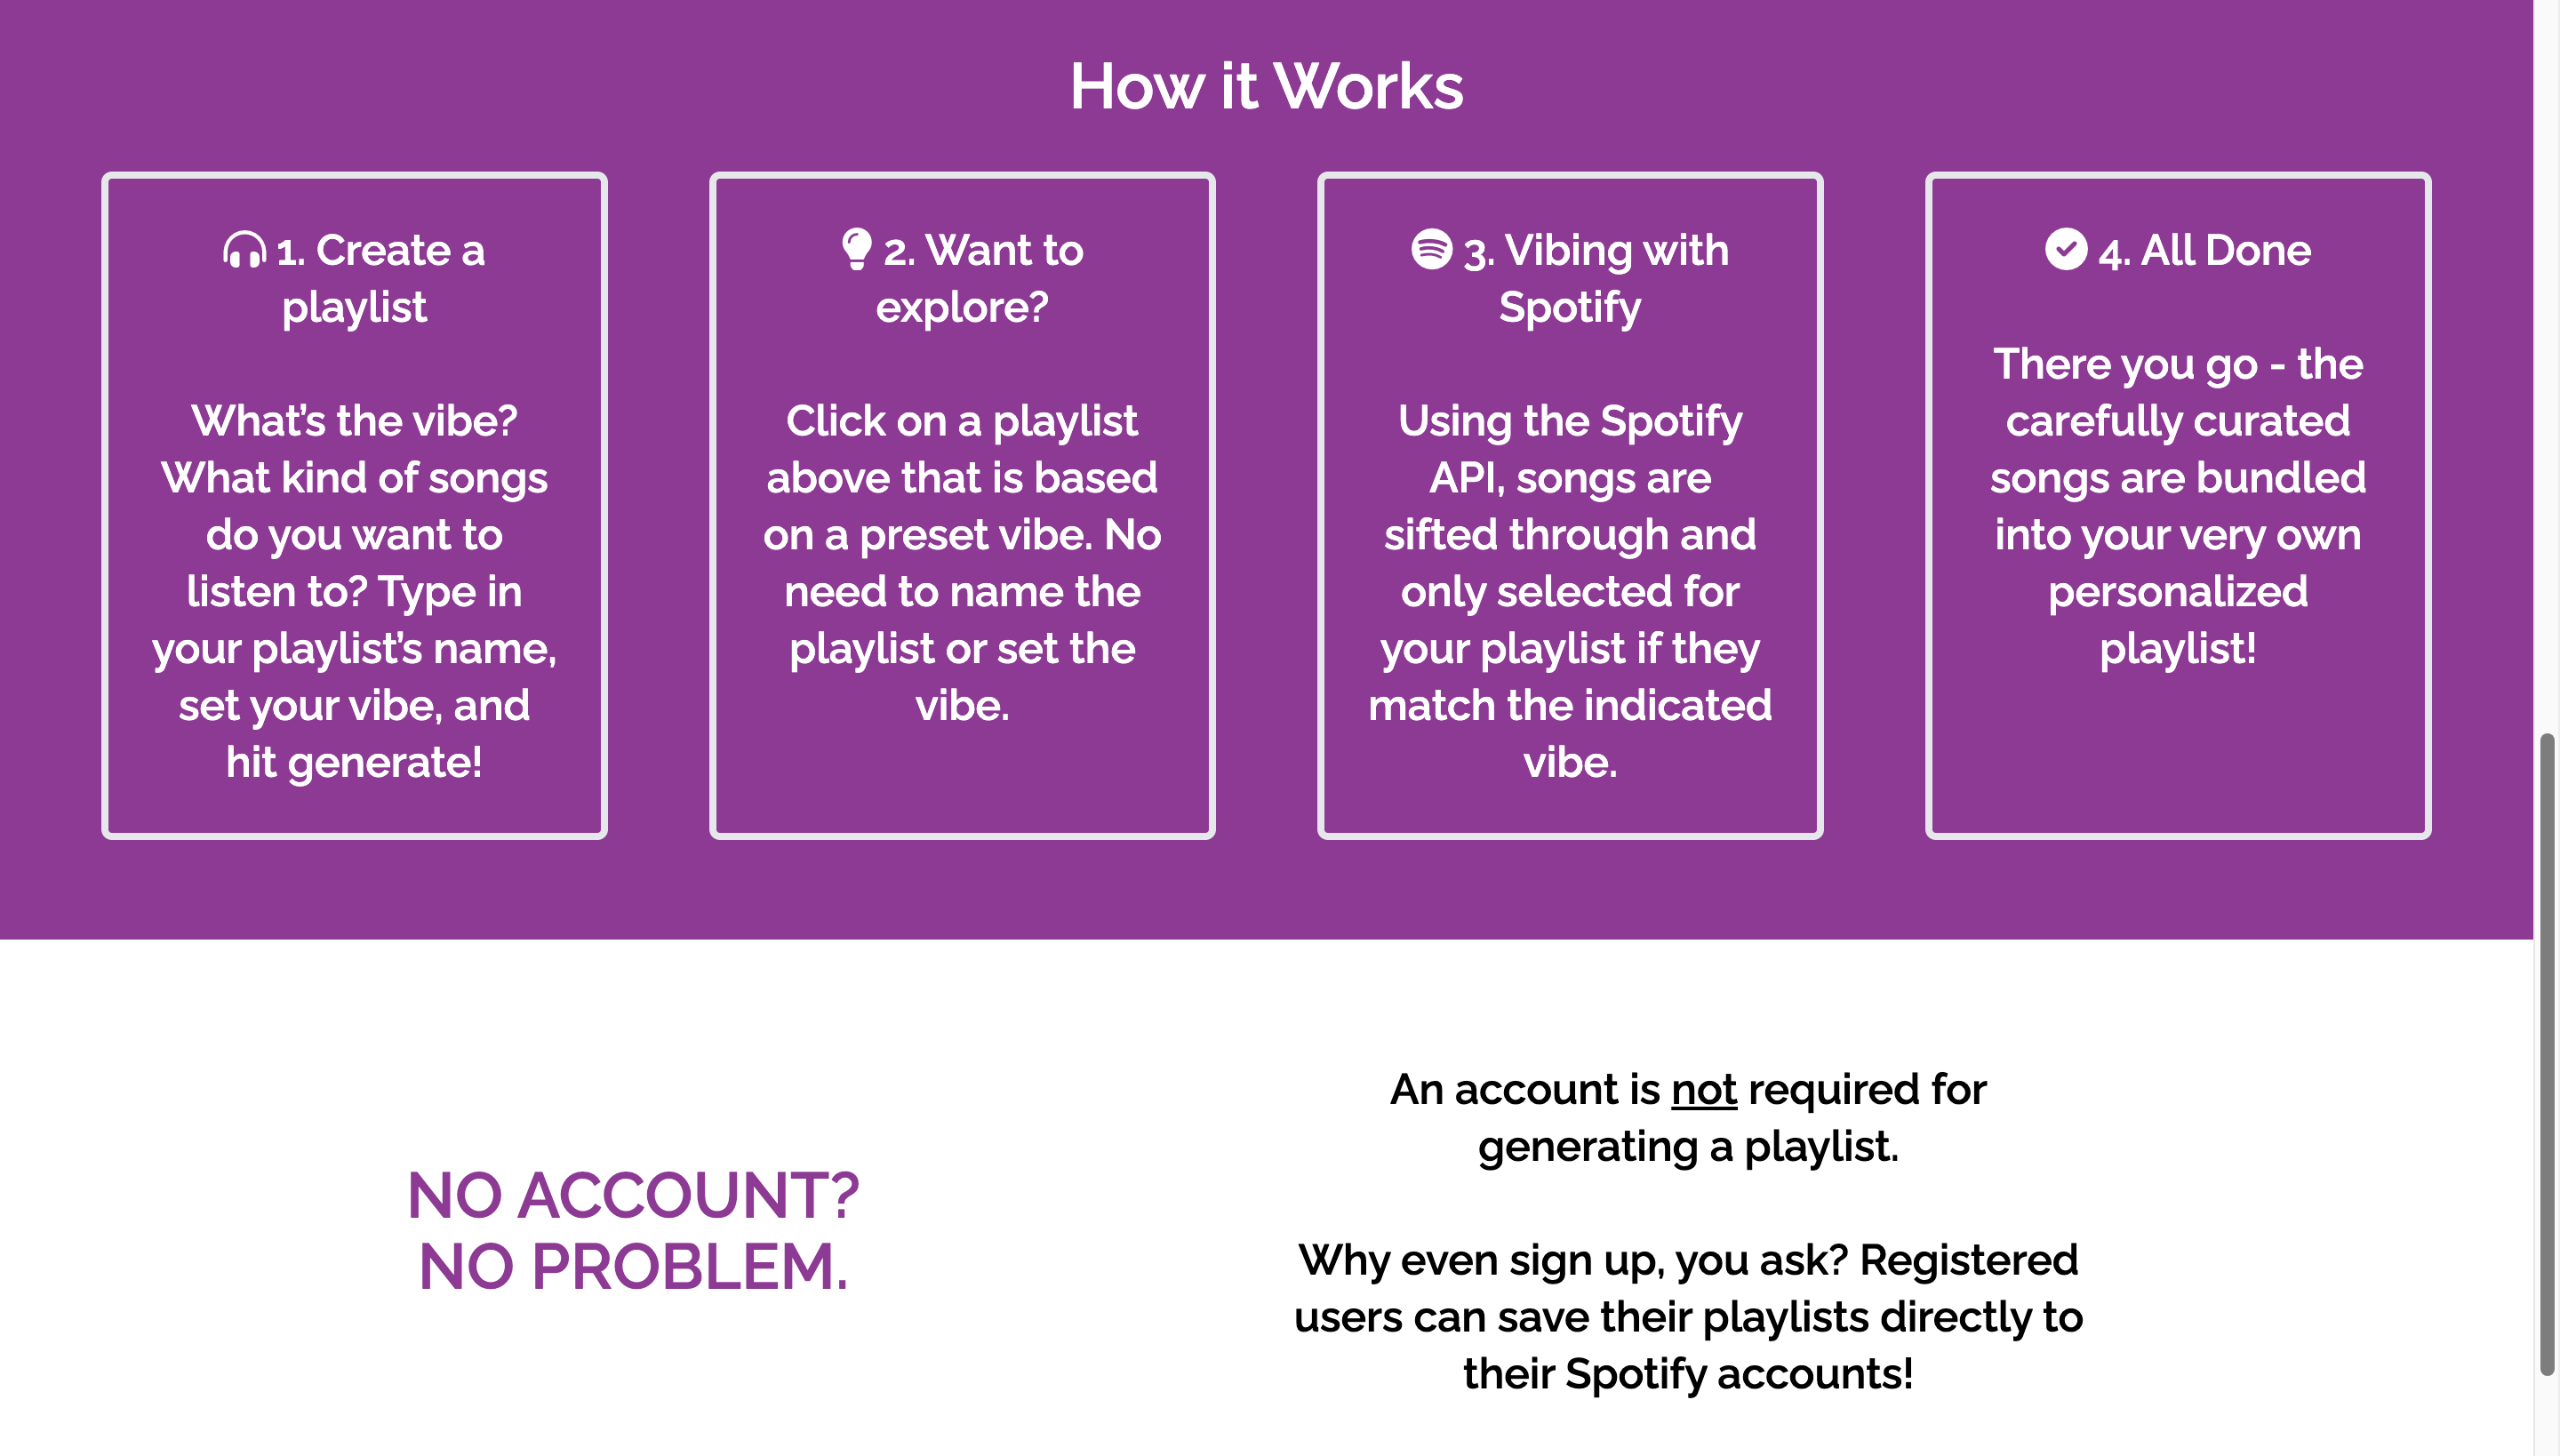 How it Works
1. Create a
playlist
What’s the vibe?
What kind of songs
do you want to
listen to? Type in
your playlist’s name,
set your vibe, and
hit generate!
2. Want to
explore?
Click on a playlist
above that is based
on a preset vibe. No
need to name the
playlist or set the
vibe.
3. Vibing with
Spotify
Using the Spotify
API, songs are
sifted through and
only selected for
your playlist if they
match the indicated
vibe.
4. All Done
There you go - the
carefully curated
songs are bundled
into your very own
personalized
playlist!
NO ACCOUNT?
NO PROBLEM.
An account is not required for
generating a playlist.
Why even sign up, you ask? Registered
users can save their playlists directly to
their Spotify accounts!